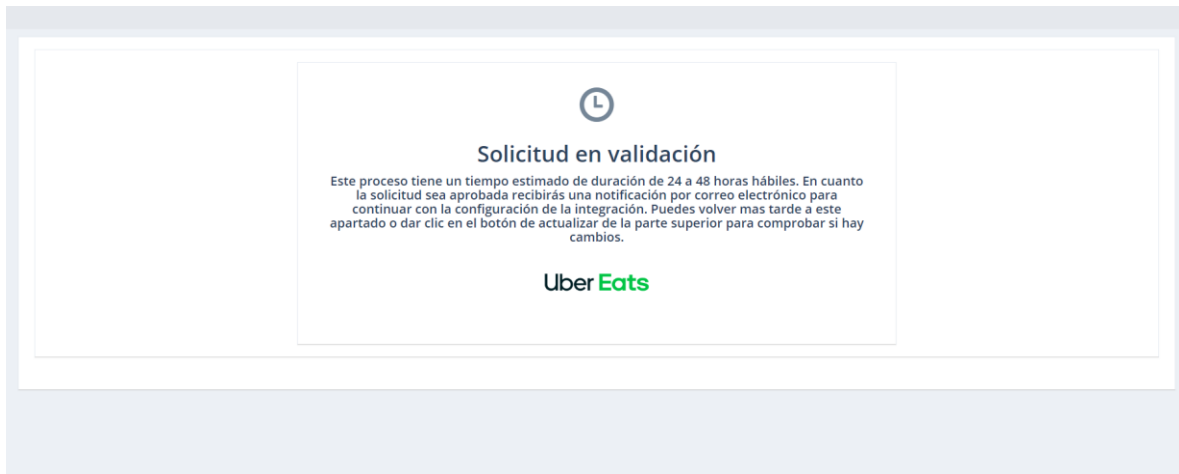 Solicitud en validación
Este proceso tiene un tiempo estimado de duración de 24 a 48 horas hábiles. En cuanto
la solicitud sea aprobada recibirás una notificación por correo electrónico para
continuar con la configuración de la integración. Puedes volver mas tarde a este
apartado o dar clic en el botón de actualizar de la parte superior para comprobar si hay
cambios.
Uber Eats